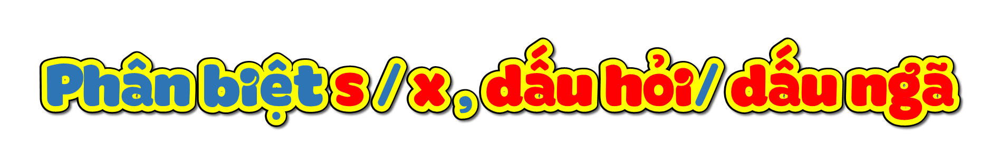 Phân biệt s / x, dấu hỏi/ dấu ngã